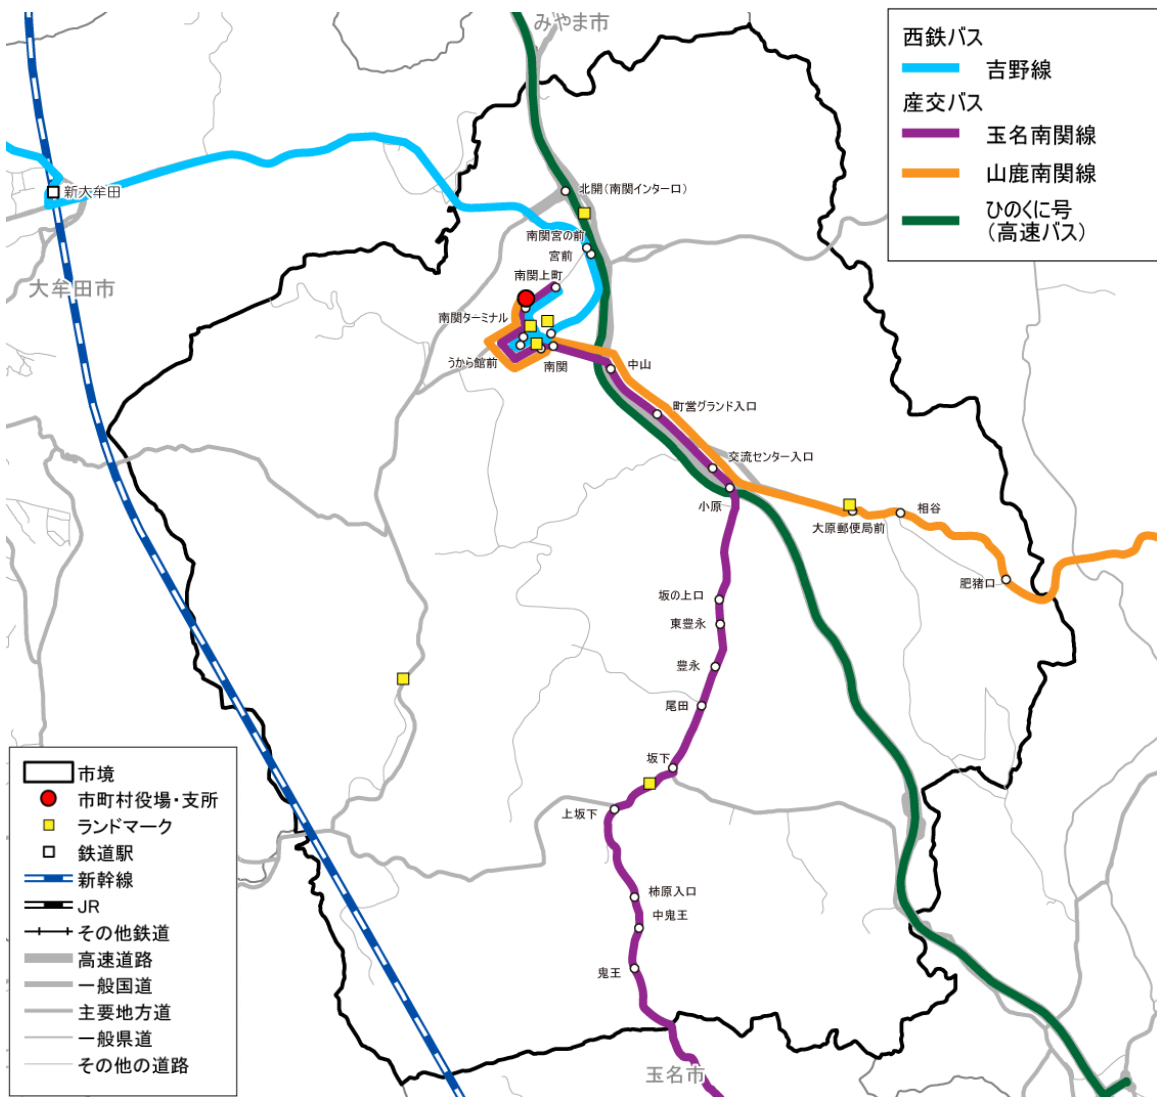 みやま市
西鉄バス
吉野線
産交バス
玉名南関線
山鹿南関線
ひのくに号
(高速バス)
新大牟田
北開(南関インター口)
南関宮の前
宮前
大牟田市
南関上町
南関ターミナル
うから館前
南関
中山
町営グランド入口
交流センター入口
小原
大原郵便局前
相谷
肥猪口
坂の上口
東豊永
豊永
尾田
坂下
上坂下
柿原入口
中鬼王
鬼王
玉名市
市境
市町村役場・支所
ランドマーク
鉄道駅
新幹線
JR
その他鉄道
高速道路
一般国道
主要地方道
一般県道
その他の道路